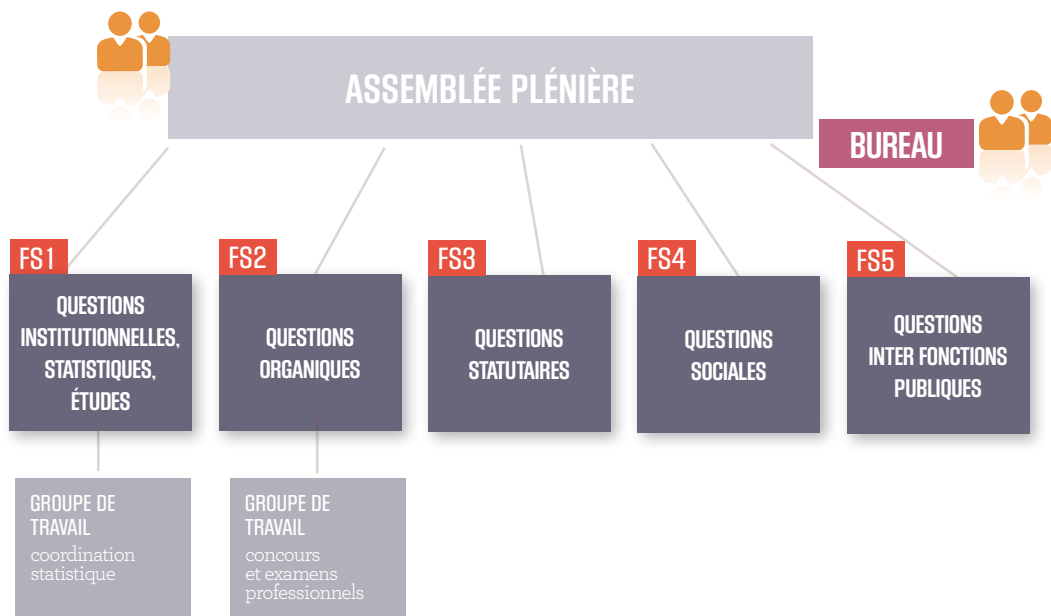 ASSEMBLÉE PLÉNIÈRE
BUREAU
FS1
QUESTIONS
INSTITUTIONNELLES,
STATISTIQUES,
ÉTUDES
FS2
QUESTIONS
ORGANIQUES
FS3
QUESTIONS
STATUTAIRES
FS4
QUESTIONS
SOCIALES
FS5
QUESTIONS
INTER FONCTIONS
PUBLIQUES
GROUPE DE
TRAVAIL
coordination
statistique
GROUPE DE
TRAVAIL
concours
et examens
professionnels